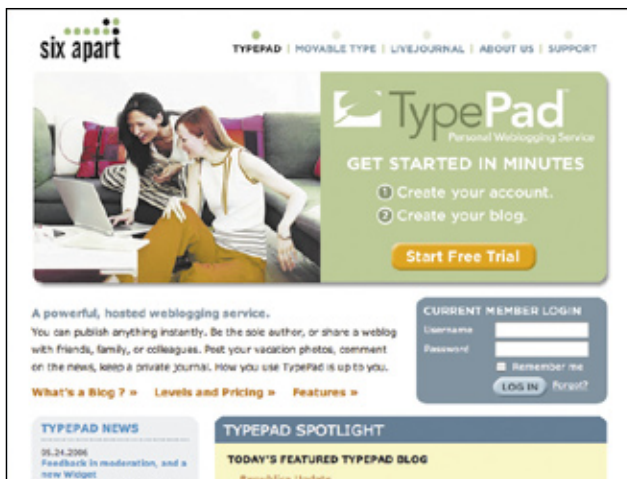 six apart
TYPEPAD | MOVABLE TYPE | LIVEJOURNAL | ABOUT US | SUPPORT
TypePad
Personal Weblogging Service
GET STARTED IN MINUTES
1 Create your account.
2 Create your blog.
Start Free Trial
A powerful, hosted weblogging service.
You can publish anything instantly. Be the sole author, or share a weblog
with friends, family, or colleagues. Post your vacation photos, comment
on the news, keep a private journal. How you use TypePad is up to you.
What's a Blog ? » Levels and Pricing » Features »
CURRENT MEMBER LOGIN
Username
Password
Remember me
LOG IN Forgot?
TYPEPAD NEWS
05.24.2006
Feedback in moderation, and a
new Widget
TYPEPAD SPOTLIGHT
TODAY'S FEATURED TYPEPAD BLOG
Update